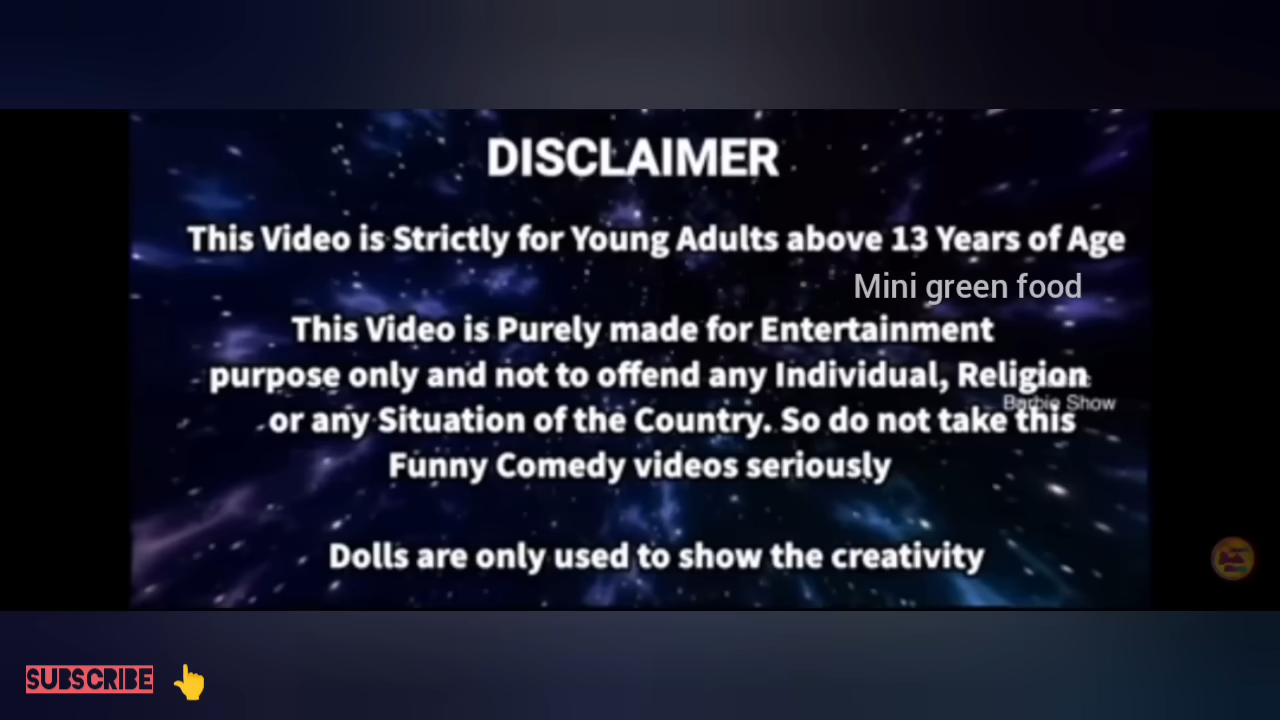 DISCLAIMER
This Video is Strictly for Young Adults above 13 Years of Age
Mini green food
This Video is Purely made for Entertainment
purpose only and not to offend any Individual, Religion
Barbie Show
or any Situation of the Country. So do not take this
Funny Comedy videos seriously
Dolls are only used to show the creativity
SUBSCRIBE